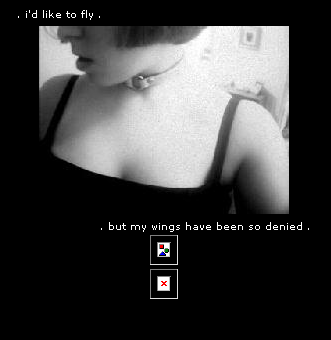 . i'd like to fly .
. but my wings have been so denied .